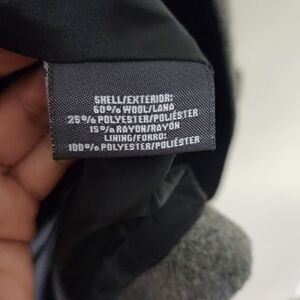 SHELL/EXTERIOR:
60% WOOL/LANA
25% POLYESTER/POLIÉSTER
15% RAYON/RAYÓN
LINING/FORRO:
100% POLYESTER/POLIÉSTER